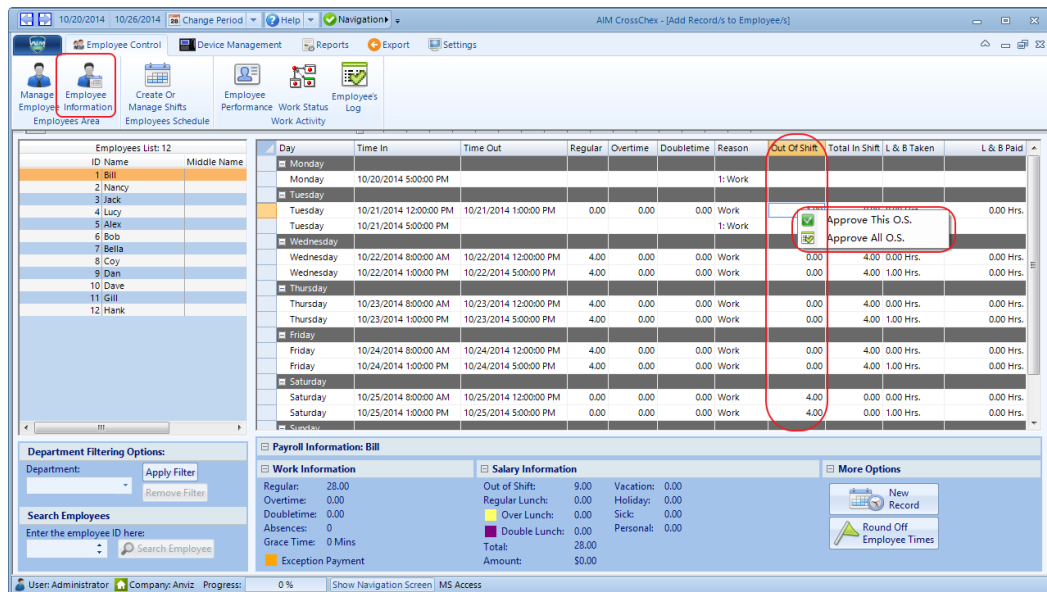 10/20/2014 10/26/2014 Change Period Help Navigation AIM CrossChex - [Add Record/s to Employee/s]
AIM Employee Control Device Management Reports Export Settings
Manage Employee Employee Information Create Or Manage Shifts Employee Performance Work Status Employee's Log
Employees Area Employees Schedule Work Activity
Employees List: 12
ID Name Middle Name
1 Bill
2 Nancy
3 Jack
4 Lucy
5 Alex
6 Bob
7 Bella
8 Coy
9 Dan
10 Dave
11 Gill
12 Hank
Day Time In Time Out Regular Overtime Doubletime Reason Out Of Shift Total In Shift L & B Taken L & B Paid
Monday
Monday 10/20/2014 5:00:00 PM 1: Work
Tuesday
Tuesday 10/21/2014 12:00:00 PM 10/21/2014 1:00:00 PM 0.00 0.00 0.00 Work 0.00 Hrs.
Tuesday 10/21/2014 5:00:00 PM 1: Work
Approve This O.S.
Approve All O.S.
Wednesday
Wednesday 10/22/2014 8:00:00 AM 10/22/2014 12:00:00 PM 4.00 0.00 0.00 Work 0.00 4.00 0.00 Hrs. 0.00 Hrs.
Wednesday 10/22/2014 1:00:00 PM 10/22/2014 5:00:00 PM 4.00 0.00 0.00 Work 0.00 4.00 1.00 Hrs. 0.00 Hrs.
Thursday
Thursday 10/23/2014 8:00:00 AM 10/23/2014 12:00:00 PM 4.00 0.00 0.00 Work 0.00 4.00 0.00 Hrs. 0.00 Hrs.
Thursday 10/23/2014 1:00:00 PM 10/23/2014 5:00:00 PM 4.00 0.00 0.00 Work 0.00 4.00 1.00 Hrs. 0.00 Hrs.
Friday
Friday 10/24/2014 8:00:00 AM 10/24/2014 12:00:00 PM 4.00 0.00 0.00 Work 0.00 4.00 0.00 Hrs. 0.00 Hrs.
Friday 10/24/2014 1:00:00 PM 10/24/2014 5:00:00 PM 4.00 0.00 0.00 Work 0.00 4.00 1.00 Hrs. 0.00 Hrs.
Saturday
Saturday 10/25/2014 8:00:00 AM 10/25/2014 12:00:00 PM 0.00 0.00 0.00 Work 4.00 0.00 0.00 Hrs. 0.00 Hrs.
Saturday 10/25/2014 1:00:00 PM 10/25/2014 5:00:00 PM 0.00 0.00 0.00 Work 4.00 0.00 1.00 Hrs. 0.00 Hrs.
Sunday
Department Filtering Options:
Department: Apply Filter
Remove Filter
Search Employees
Enter the employee ID here:
Search Employee
Payroll Information: Bill
Work Information
Regular: 28.00
Overtime: 0.00
Doubletime: 0.00
Absences: 0
Grace Time: 0 Mins
Exception Payment
Salary Information
Out of Shift: 9.00 Vacation: 0.00
Regular Lunch: 0.00 Holiday: 0.00
Over Lunch: 0.00 Sick: 0.00
Double Lunch: 0.00 Personal: 0.00
Total: 28.00
Amount: $0.00
More Options
New Record
Round Off Employee Times
User: Administrator Company: Anviz Progress: 0 % Show Navigation Screen MS Access